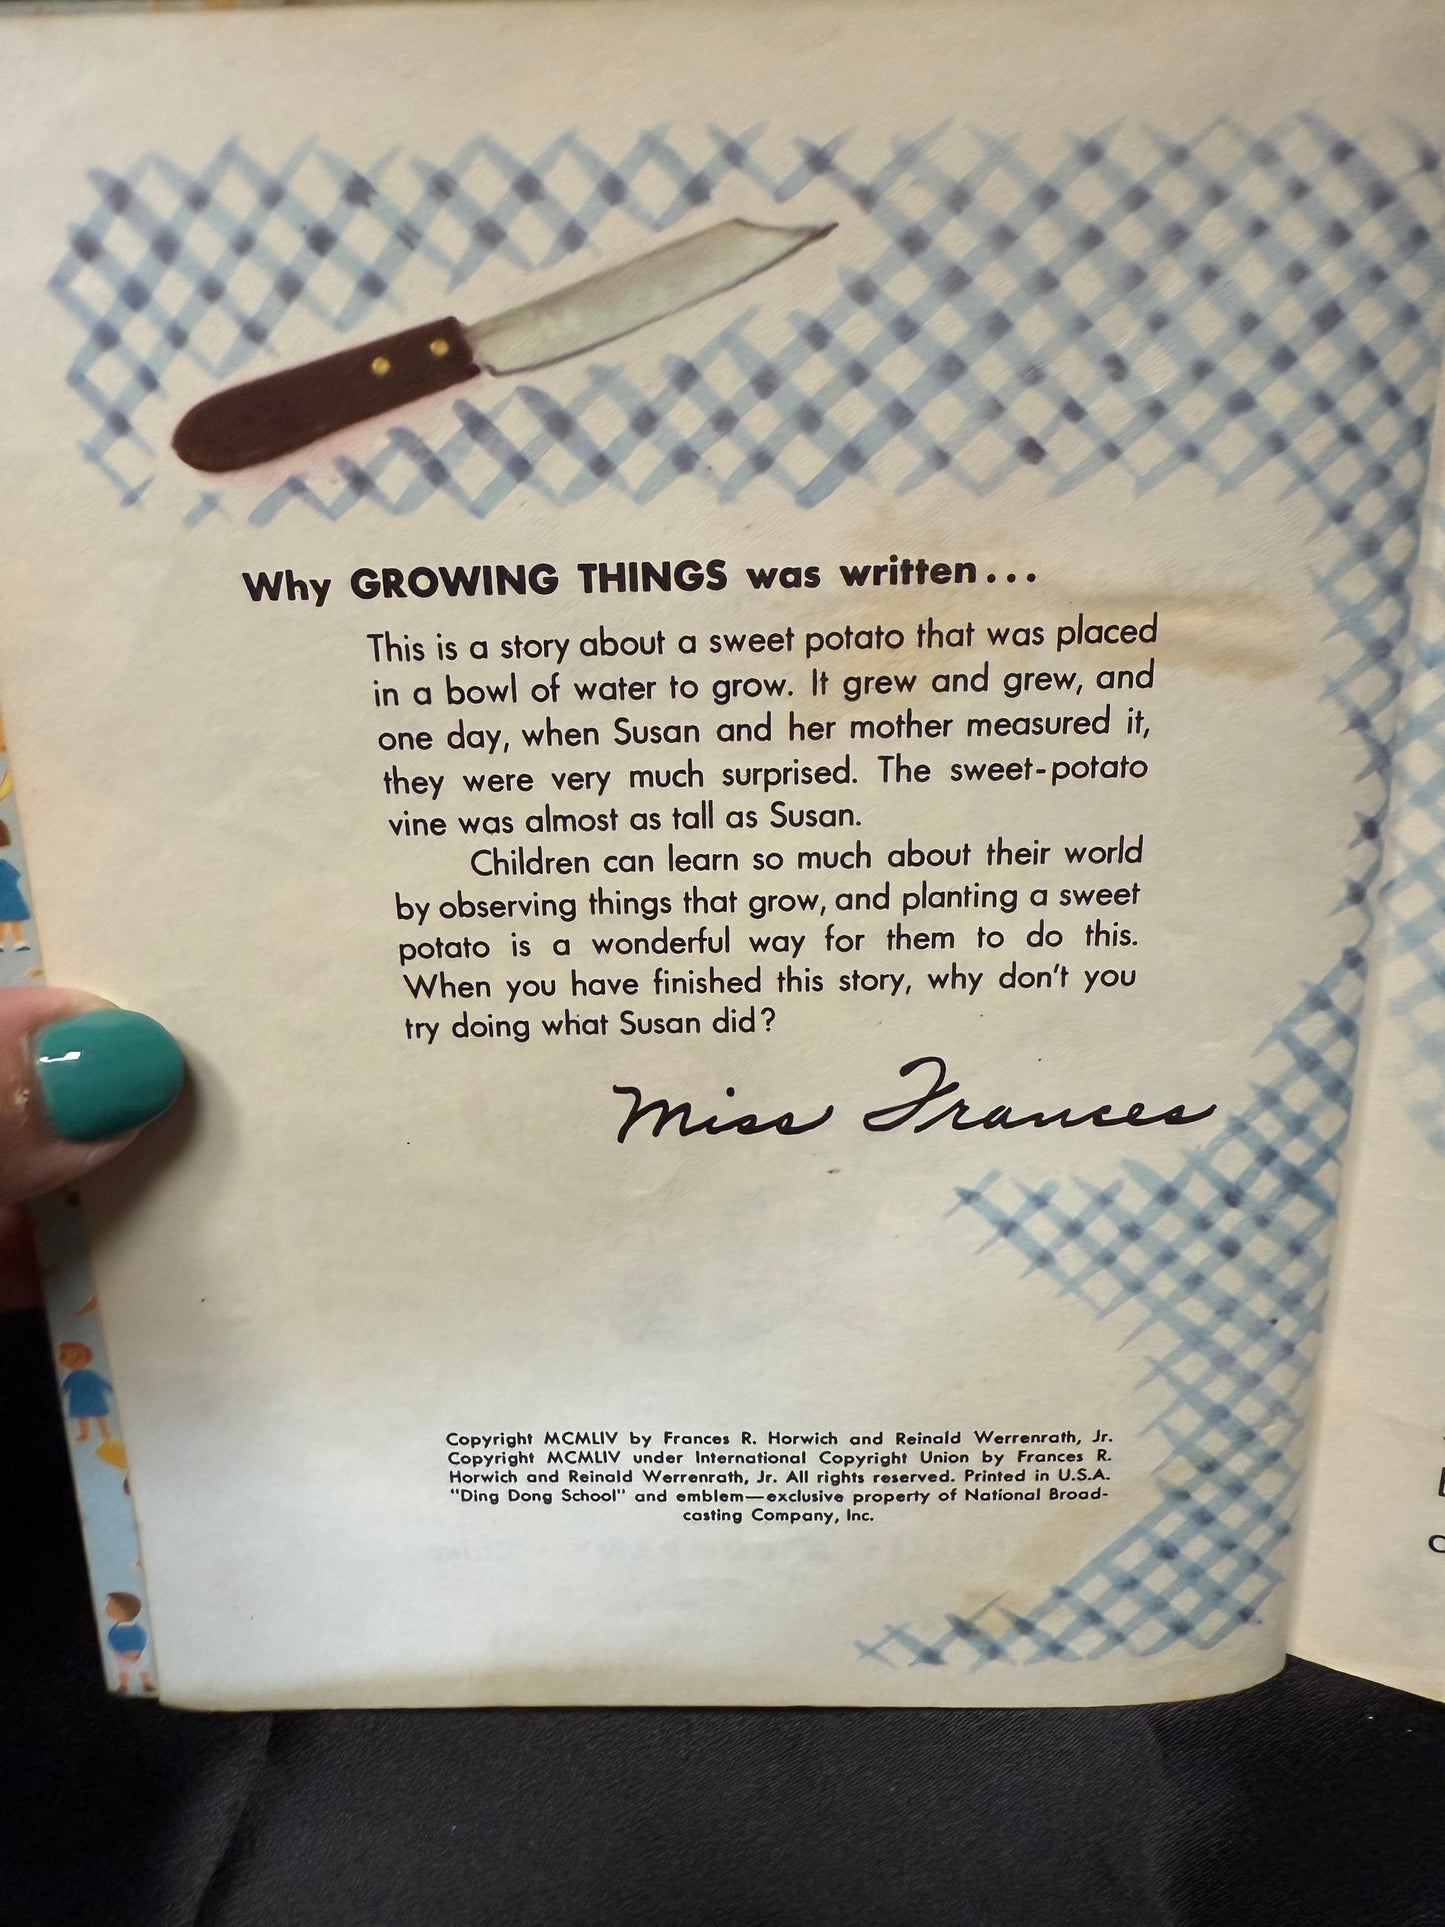 Why GROWING THINGS was written...
This is a story about a sweet potato that was placed
in a bowl of water to grow. It grew and grew, and
one day, when Susan and her mother measured it,
they were very much surprised. The sweet-potato
vine was almost as tall as Susan.
Children can learn so much about their world
by observing things that grow, and planting a sweet
potato is a wonderful way for them to do this.
When you have finished this story, why don't you
try doing what Susan did?
Miss Frances
Copyright MCMLIV by Frances R. Horwich and Reinald Werrenrath, Jr.
Copyright MCMLIV under International Copyright Union by Frances R.
Horwich and Reinald Werrenrath, Jr. All rights reserved. Printed in U.S.A.
"Ding Dong School" and emblem—exclusive property of National Broad-
casting Company, Inc.